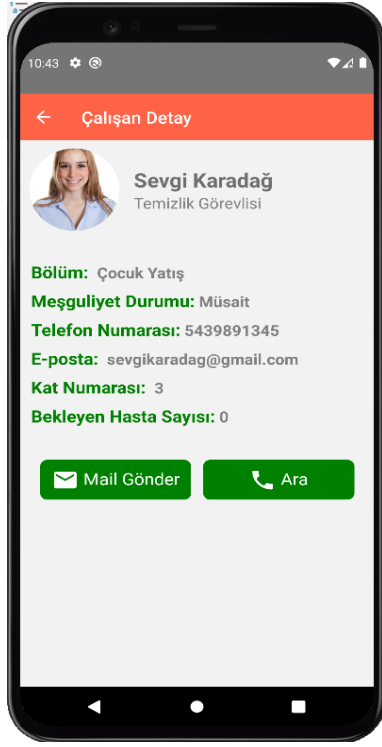 10:43
Çalışan Detay
Sevgi Karadağ
Temizlik Görevlisi
Bölüm: Çocuk Yatış
Meşguliyet Durumu: Müsait
Telefon Numarası: 5439891345
E-posta: sevgikaradag@gmail.com
Kat Numarası: 3
Bekleyen Hasta Sayısı: 0
Mail Gönder
Ara